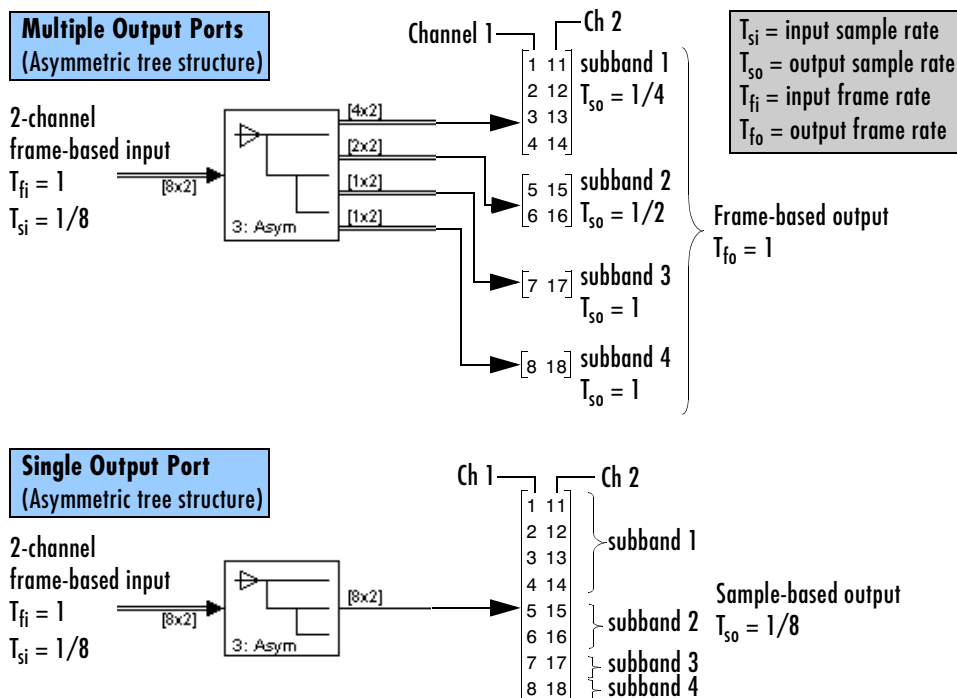 Multiple Output Ports
(Asymmetric tree structure)
2-channel
frame-based input
Tfi = 1
Tsi = 1/8
[8x2]
3: Asym
[4x2]
[2x2]
[1x2]
[1x2]
Channel 1
Ch 2
1 11
2 12
3 13
4 14
subband 1
Tso = 1/4
5 15
6 16
subband 2
Tso = 1/2
7 17
subband 3
Tso = 1
8 18
subband 4
Tso = 1
Frame-based output
Tfo = 1
Tsi = input sample rate
Tso = output sample rate
Tfi = input frame rate
Tfo = output frame rate
Single Output Port
(Asymmetric tree structure)
2-channel
frame-based input
Tfi = 1
Tsi = 1/8
[8x2]
3: Asym
[8x2]
Ch 1
Ch 2
1 11
2 12
3 13
4 14
5 15
6 16
7 17
8 18
subband 1
subband 2
subband 3
subband 4
Sample-based output
Tso = 1/8